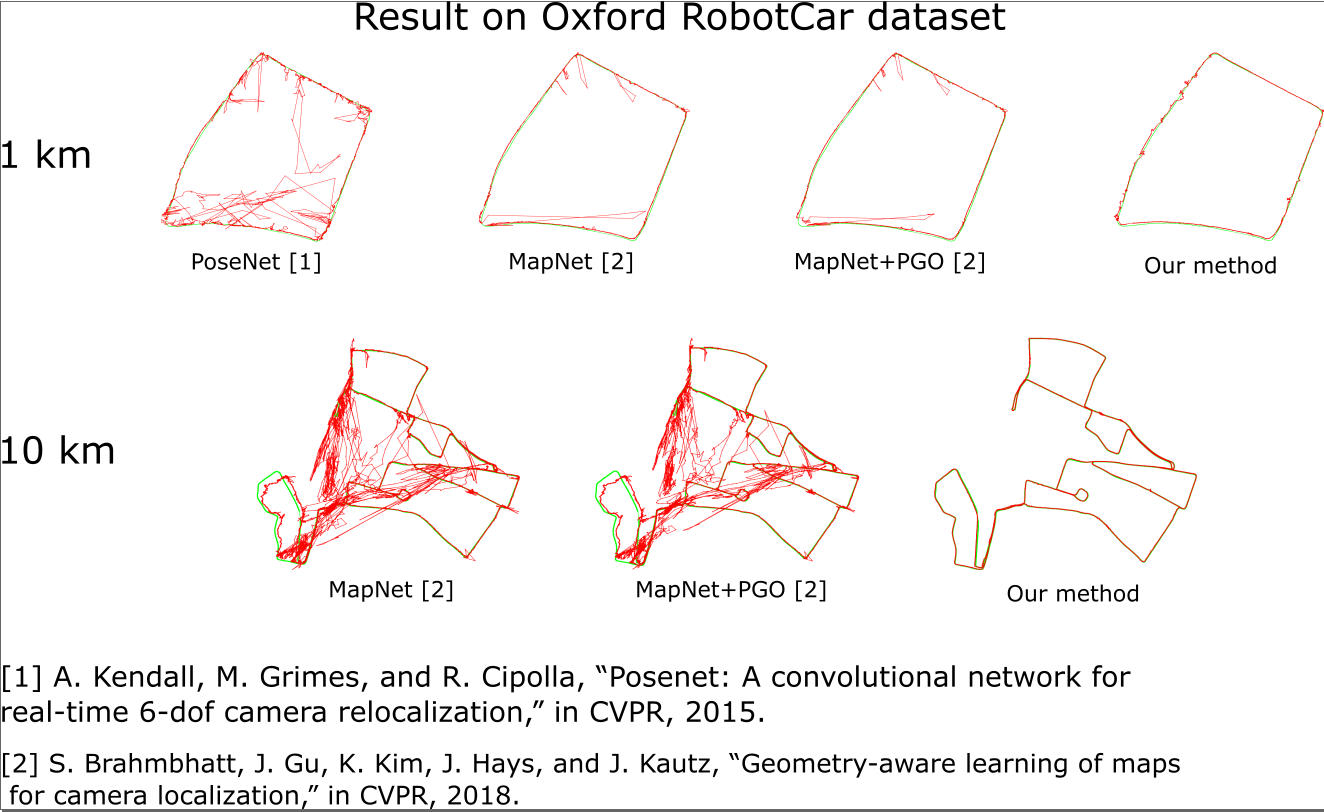 Result on Oxford RobotCar dataset
1 km
PoseNet [1]
MapNet [2]
MapNet+PGO [2]
Our method
10 km
MapNet [2]
MapNet+PGO [2]
Our method
[1] A. Kendall, M. Grimes, and R. Cipolla, “Posenet: A convolutional network for
real-time 6-dof camera relocalization,” in CVPR, 2015.
[2] S. Brahmbhatt, J. Gu, K. Kim, J. Hays, and J. Kautz, “Geometry-aware learning of maps
for camera localization,” in CVPR, 2018.